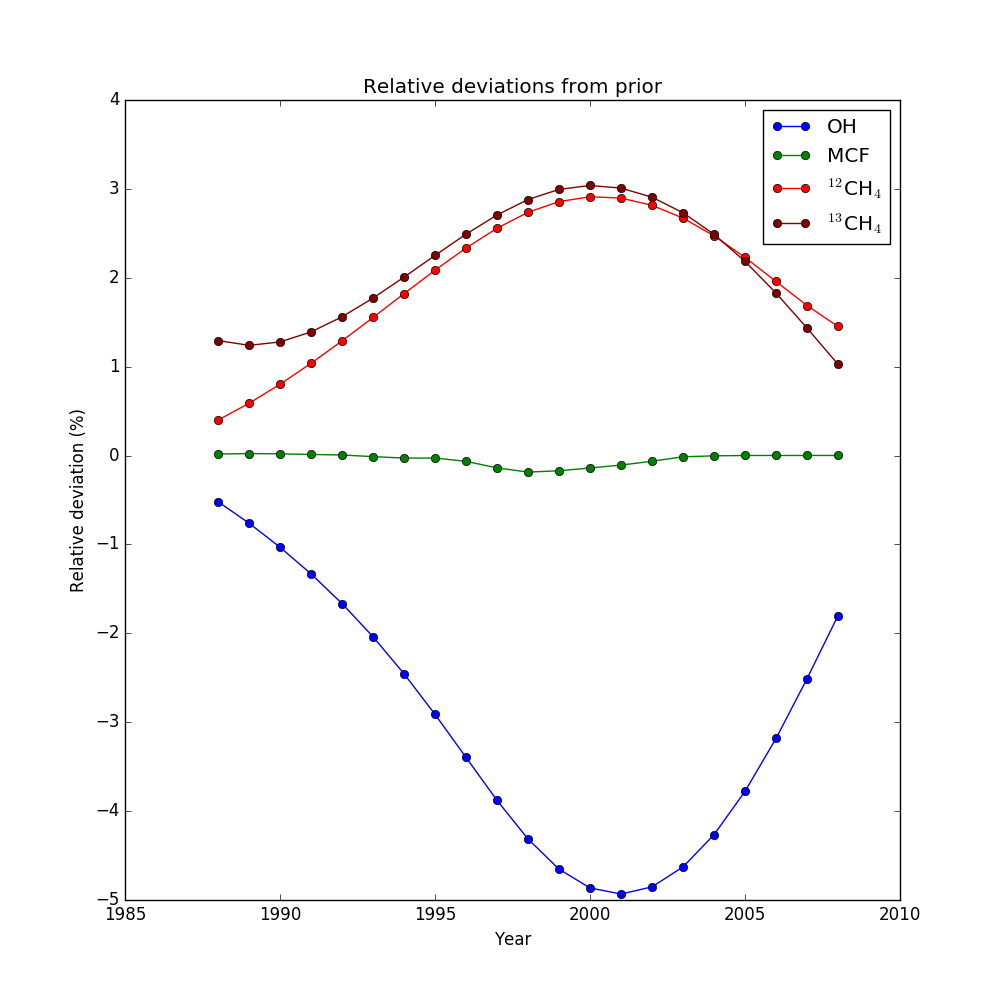 Relative deviations from prior
4
3
2
1
0
−1
−2
−3
−4
−5
Relative deviation (%)
1985 1990 1995 2000 2005 2010
Year
OH
MCF
¹²CH₄
¹³CH₄